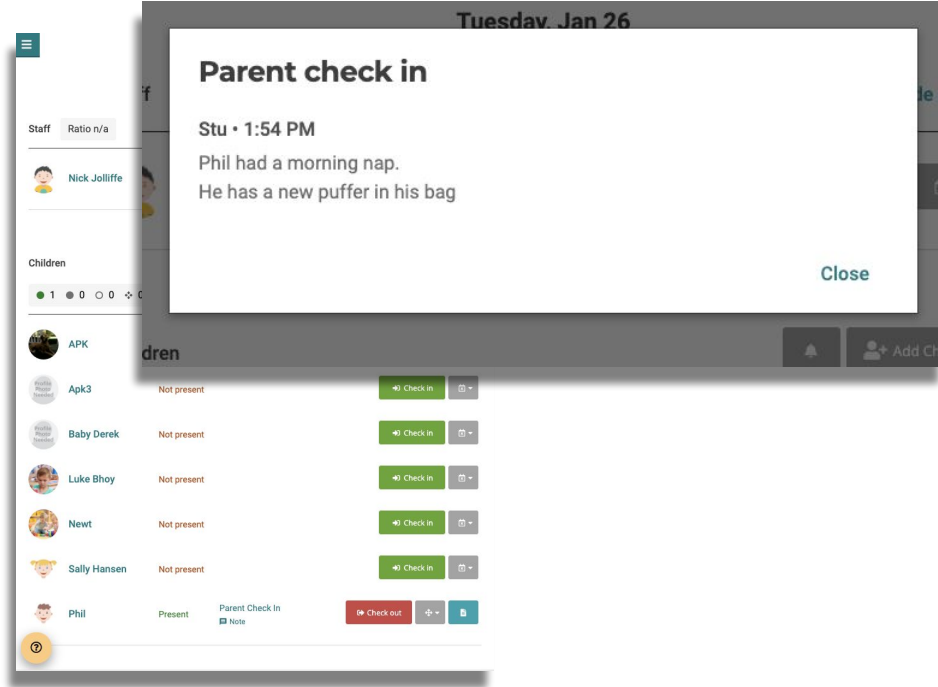 Tuesday, Jan 26
Parent check in
Stu • 1:54 PM
Phil had a morning nap.
He has a new puffer in his bag
Close
dren
Add Ch
Staff Ratio n/a
Nick Jolliffe
Children
1 0 0
APK
Apk3 Not present Check in
Baby Derek Not present Check in
Luke Bhoy Not present Check in
Newt Not present Check in
Sally Hansen Not present Check in
Phil Present Parent Check In Check out
Note